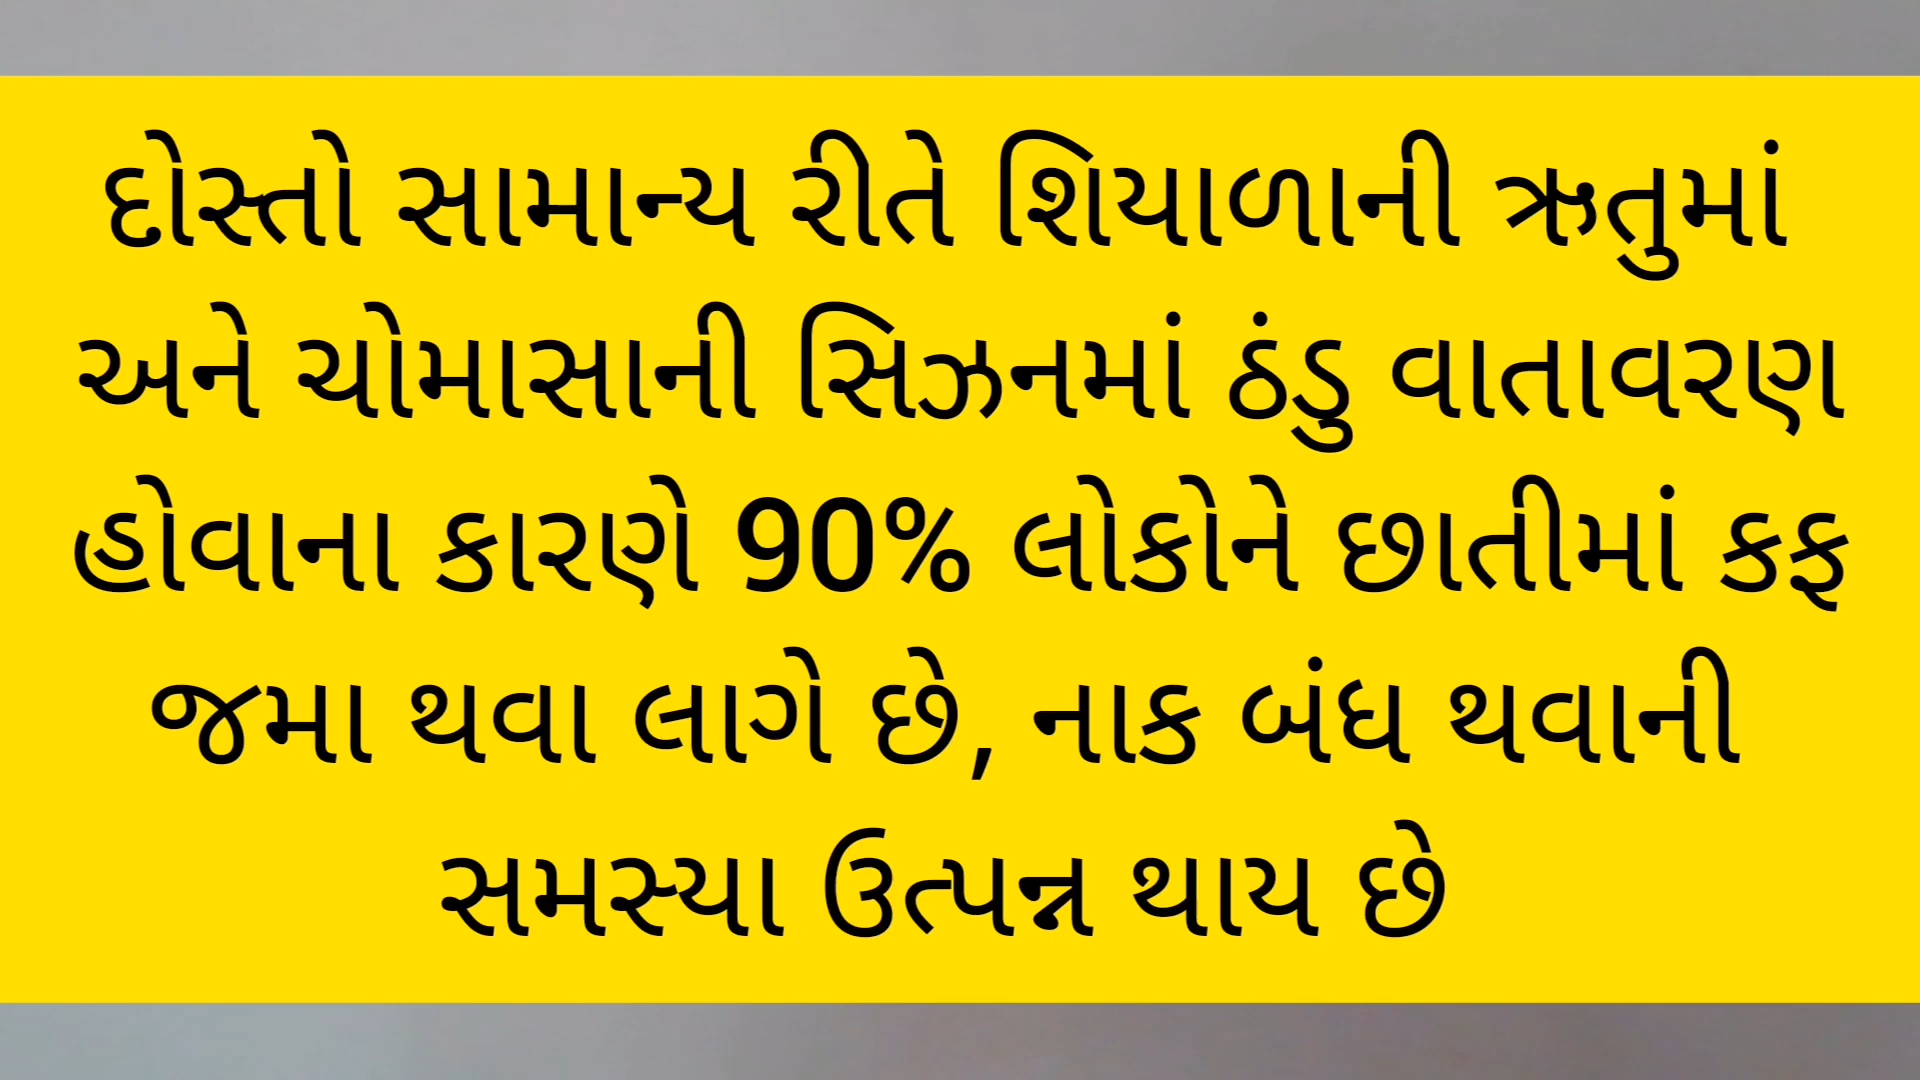 દોસ્તો સામાન્ય રીતે શિયાળાની ઋતુમાં
અને ચોમાસાની સિઝનમાં ઠંડુ વાતાવરણ
હોવાના કારણે 90% લોકોને છાતીમાં કફ
જમા થવા લાગે છે, નાક બંધ થવાની
સમસ્યા ઉત્પન્ન થાય છે